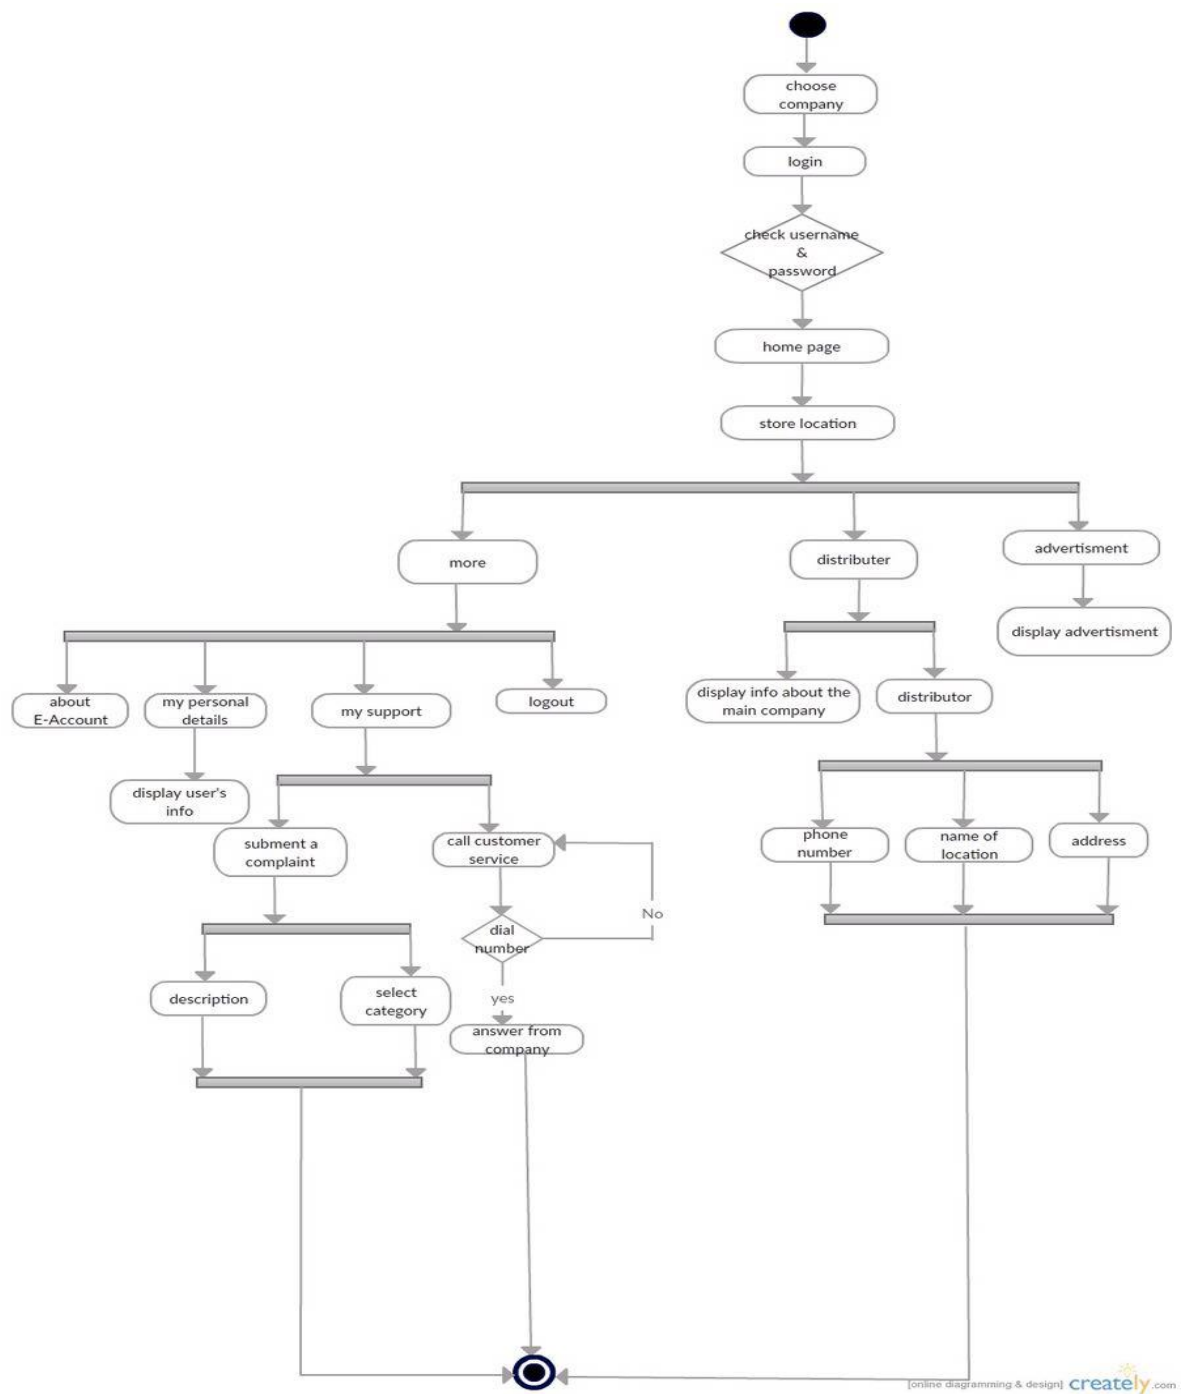 choose
company
login
check username
&
password
home page
store location
more
distributer
advertisment
display advertisment
about
E-Account
my personal
details
my support
logout
display info about the
main company
distributor
display user's
info
subment a
complaint
call customer
service
phone
number
name of
location
address
No
dial
number
description
select
category
yes
answer from
company
[online diagramming & design] creately.com